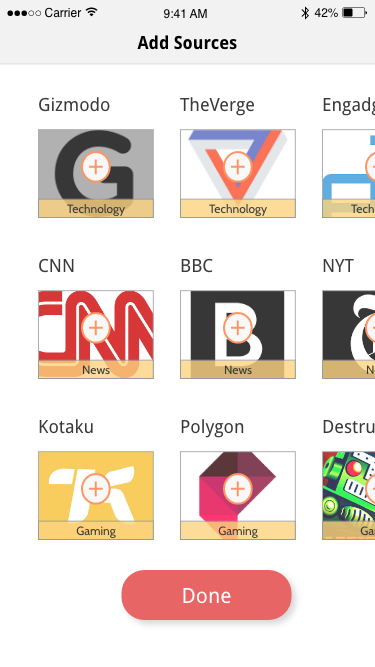 Carrier 9:41 AM 42%
Add Sources
Gizmodo TheVerge Engadg
G
Technology Technology Tech
CNN BBC NYT
CNN B
News News N
Kotaku Polygon Destru
K
Gaming Gaming Ga
Done